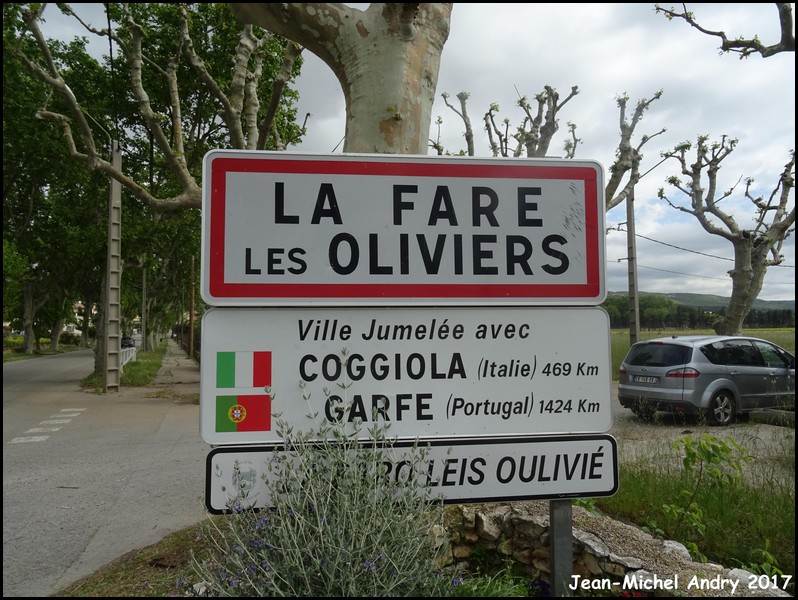 LA FARE
LES OLIVIERS
Ville Jumelée avec
COGGIOLA (Italie) 469 Km
GARFE (Portugal) 1424 Km
LEIS OULIVIÉ
Jean-Michel Andry 2017